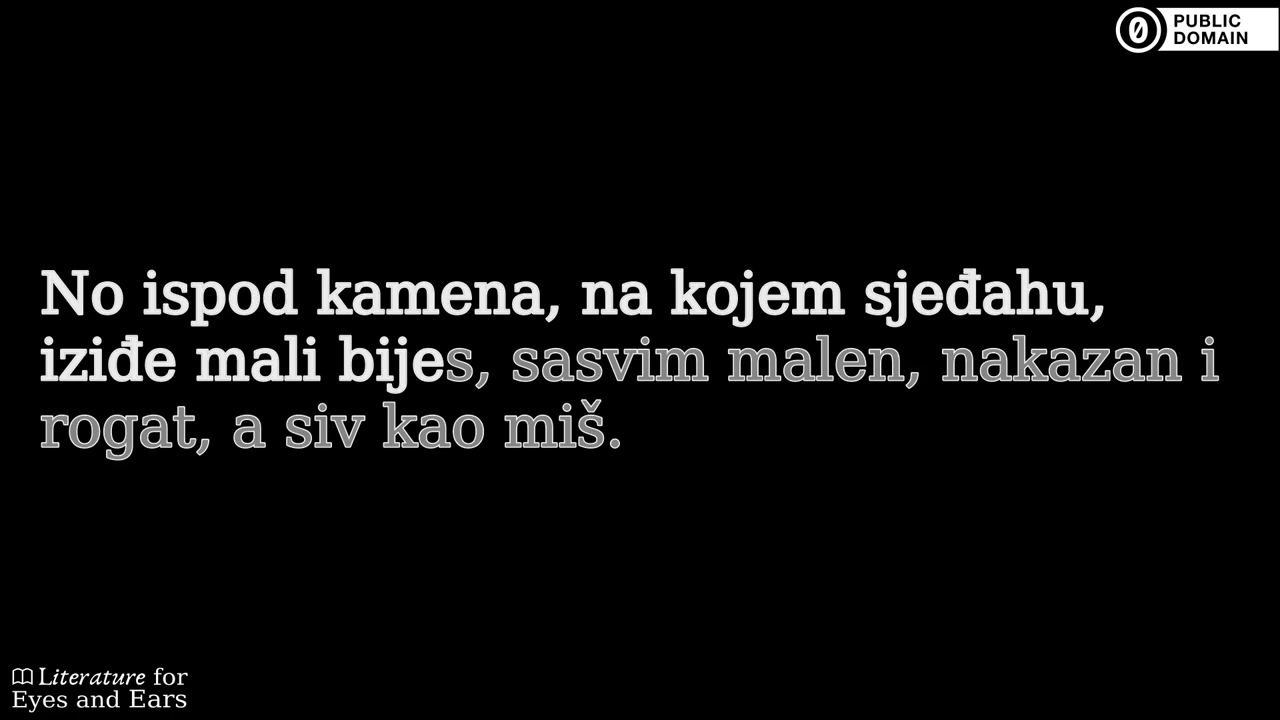 PUBLIC
DOMAIN
No ispod kamena, na kojem sjeđahu,
iziđe mali bijes, sasvim malen, nakazan i
rogat, a siv kao miš.
Literature for
Eyes and Ears